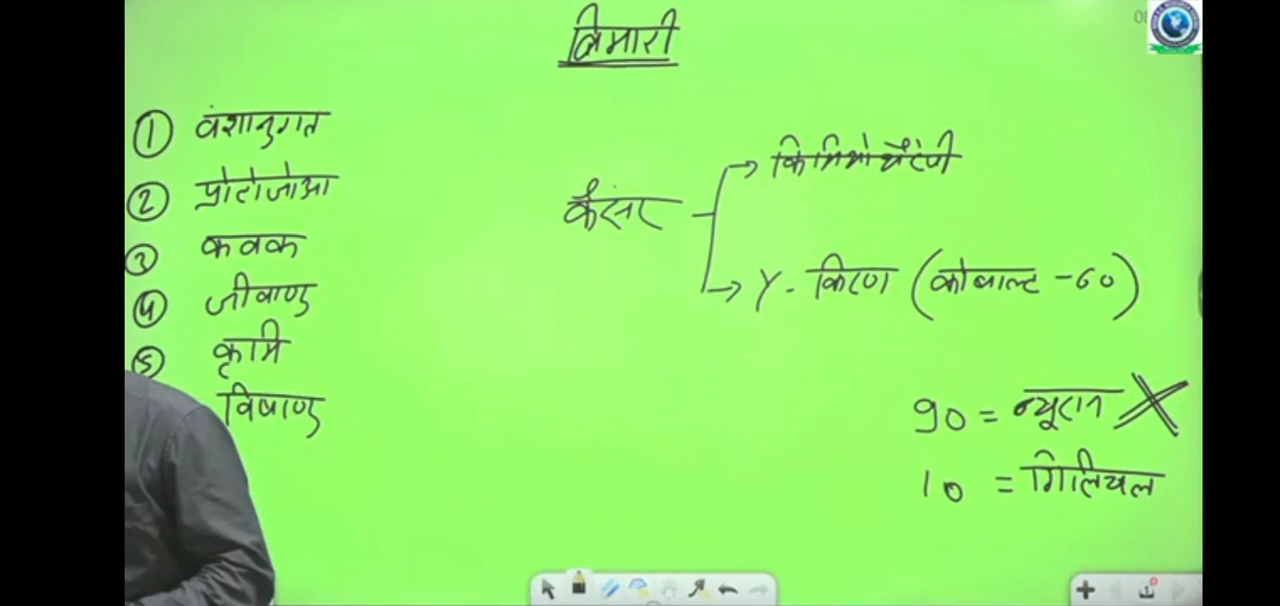 बिमारी
① वंशानुगत
② प्रोटोजोआ
③ कवक
④ जीवाणु
⑤ कृमि
विषाणु
कैंसर
→ किमियोथैरेपी
→ γ - किरण (कोबाल्ट - 60)
90 = न्यूरान
10 = गिलियल